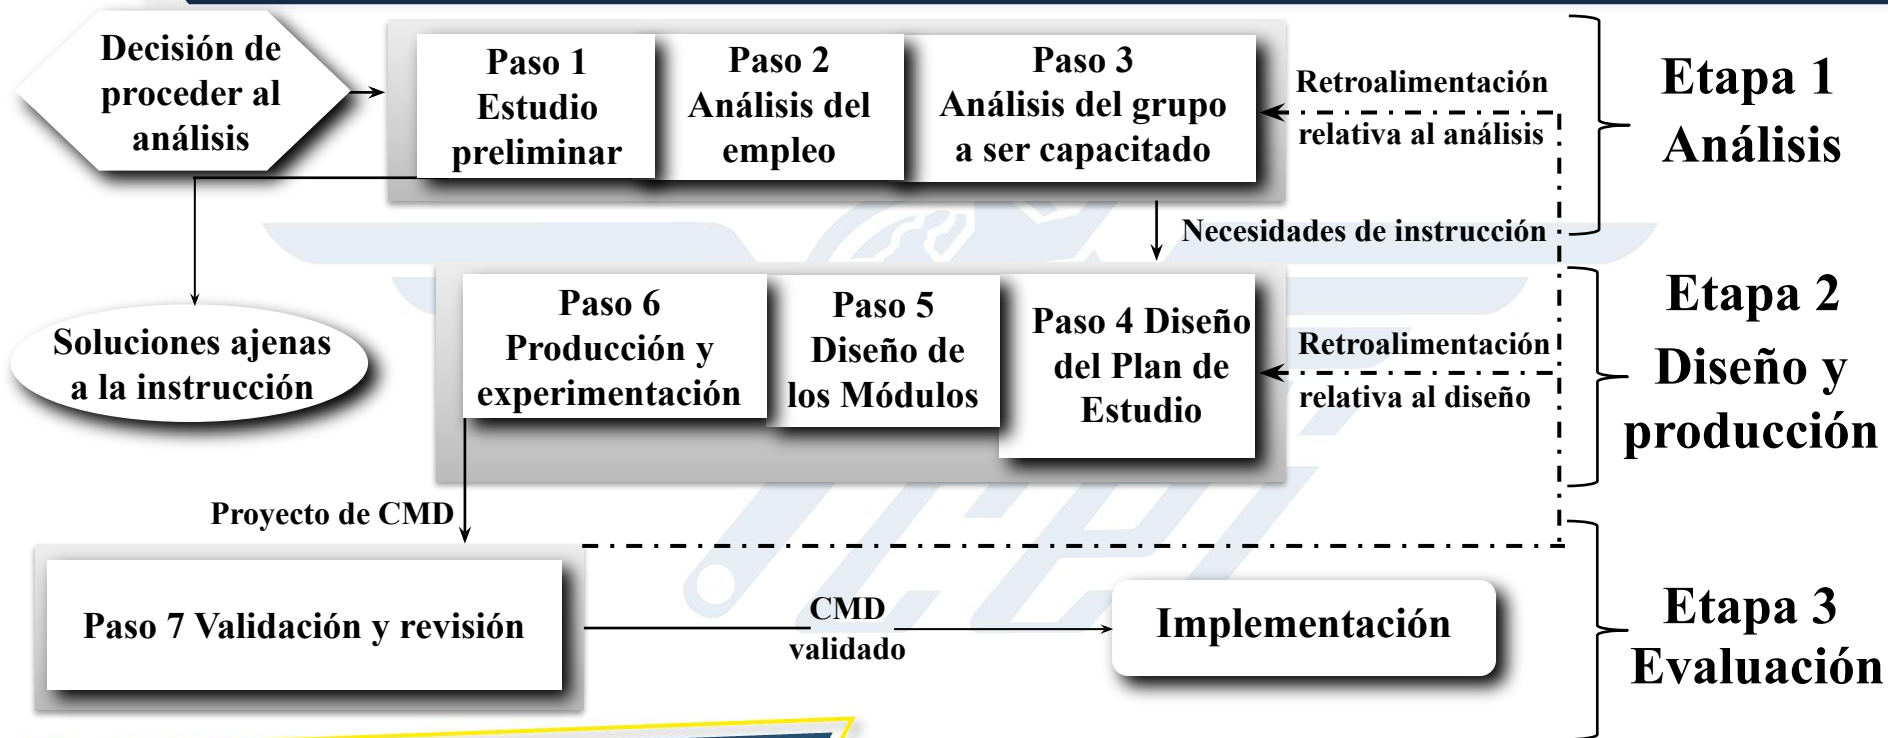 Decisión de
proceder al
análisis
Paso 1
Estudio
preliminar
Paso 2
Análisis del
empleo
Paso 3
Análisis del grupo
a ser capacitado
Retroalimentación
relativa al análisis
Etapa 1
Análisis
Necesidades de instrucción
Soluciones ajenas
a la instrucción
Paso 6
Producción y
experimentación
Paso 5
Diseño de
los Módulos
Paso 4 Diseño
del Plan de
Estudio
Retroalimentación
relativa al diseño
Etapa 2
Diseño y
producción
Proyecto de CMD
Paso 7 Validación y revisión
CMD
validado
Implementación
Etapa 3
Evaluación